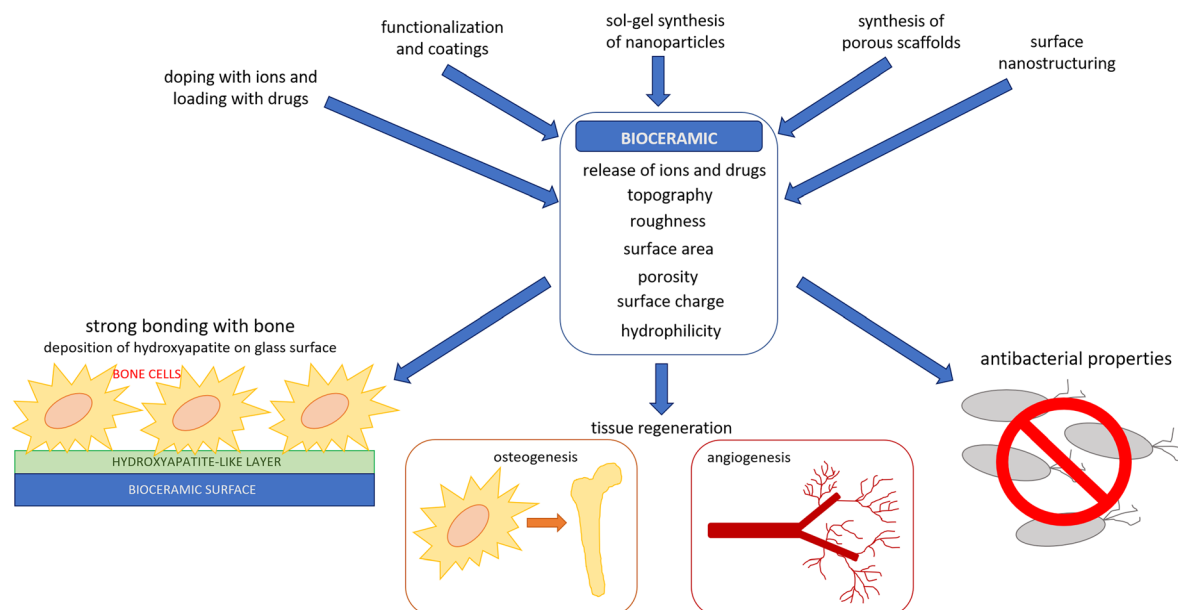 functionalization
and coatings
sol-gel synthesis
of nanoparticles
synthesis of
porous scaffolds
surface
nanostructuring
doping with ions and
loading with drugs
BIOCERAMIC
release of ions and drugs
topography
roughness
surface area
porosity
surface charge
hydrophilicity
strong bonding with bone
deposition of hydroxyapatite on glass surface
BONE CELLS
HYDROXYAPATITE-LIKE LAYER
BIOCERAMIC SURFACE
tissue regeneration
osteogenesis
angiogenesis
antibacterial properties